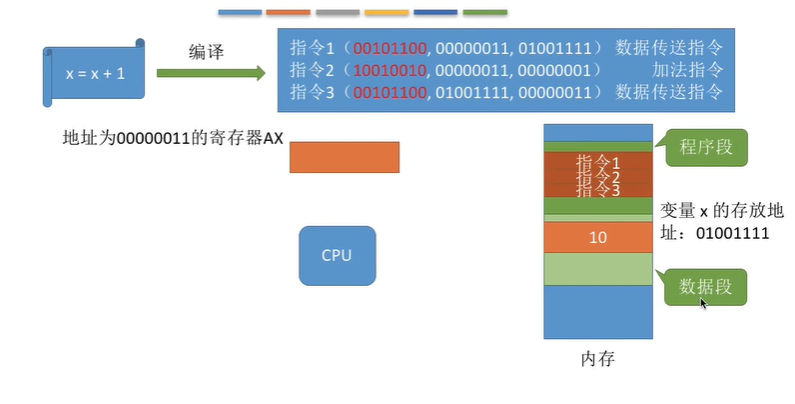 x = x + 1
编译
指令1（00101100, 00000011, 01001111） 数据传送指令
指令2（10010010, 00000011, 00000001） 加法指令
指令3（00101100, 01001111, 00000011） 数据传送指令
地址为00000011的寄存器AX
CPU
程序段
指令1
指令2
指令3
变量 x 的存放地
址：01001111
10
数据段
内存